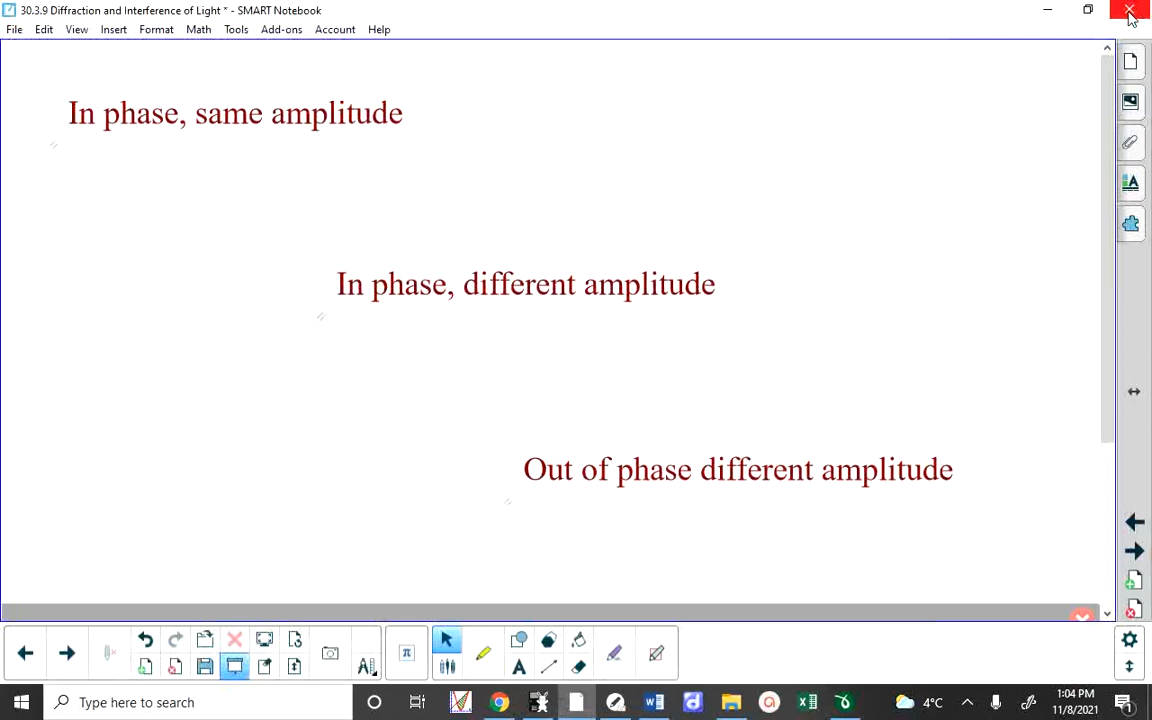 30.3.9 Diffraction and Interference of Light * - SMART Notebook
File Edit View Insert Format Math Tools Add-ons Account Help
In phase, same amplitude
In phase, different amplitude
Out of phase different amplitude
Type here to search
4°C
1:04 PM
11/8/2021